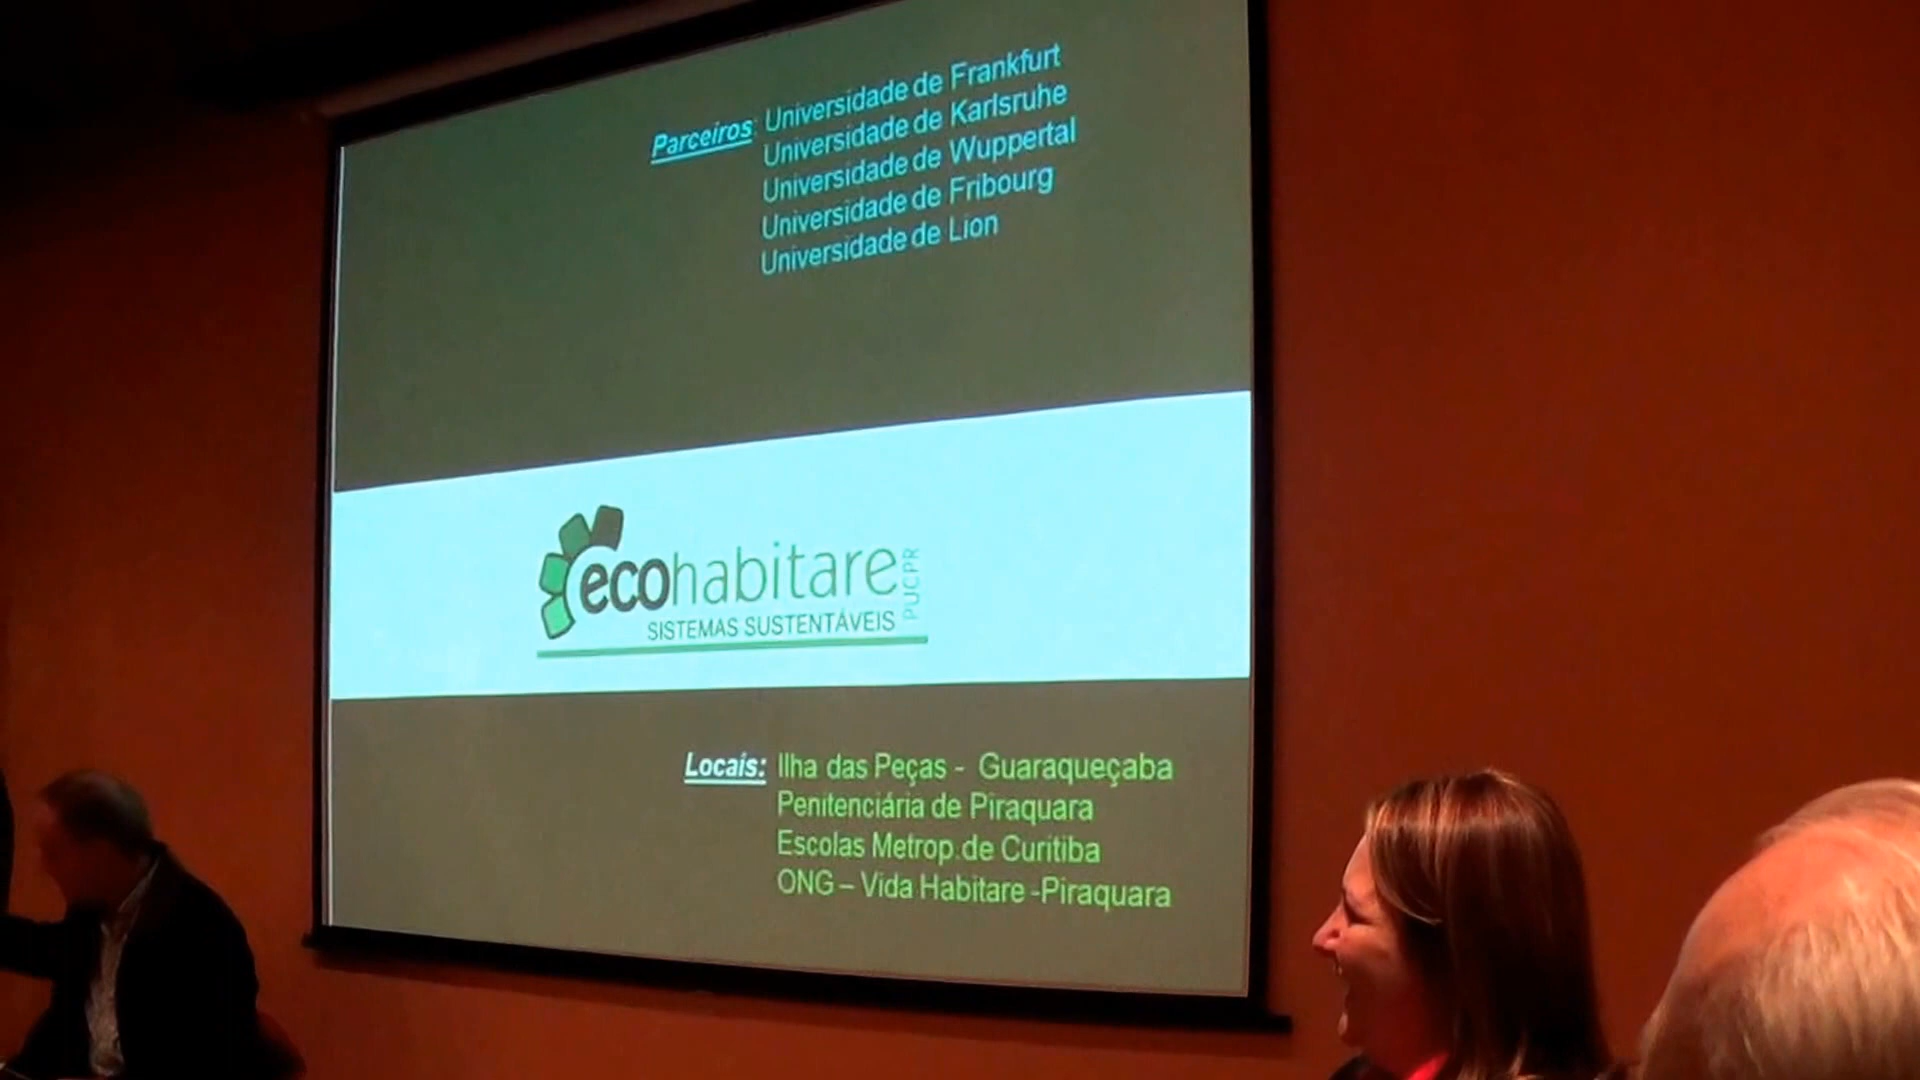 Parceiros: Universidade de Frankfurt
Universidade de Karlsruhe
Universidade de Wuppertal
Universidade de Fribourg
Universidade de Lion
ecohabitare PUCPR
SISTEMAS SUSTENTÁVEIS
Locais: Ilha das Peças - Guaraqueçaba
Penitenciária de Piraquara
Escolas Metrop.de Curitiba
ONG – Vida Habitare -Piraquara